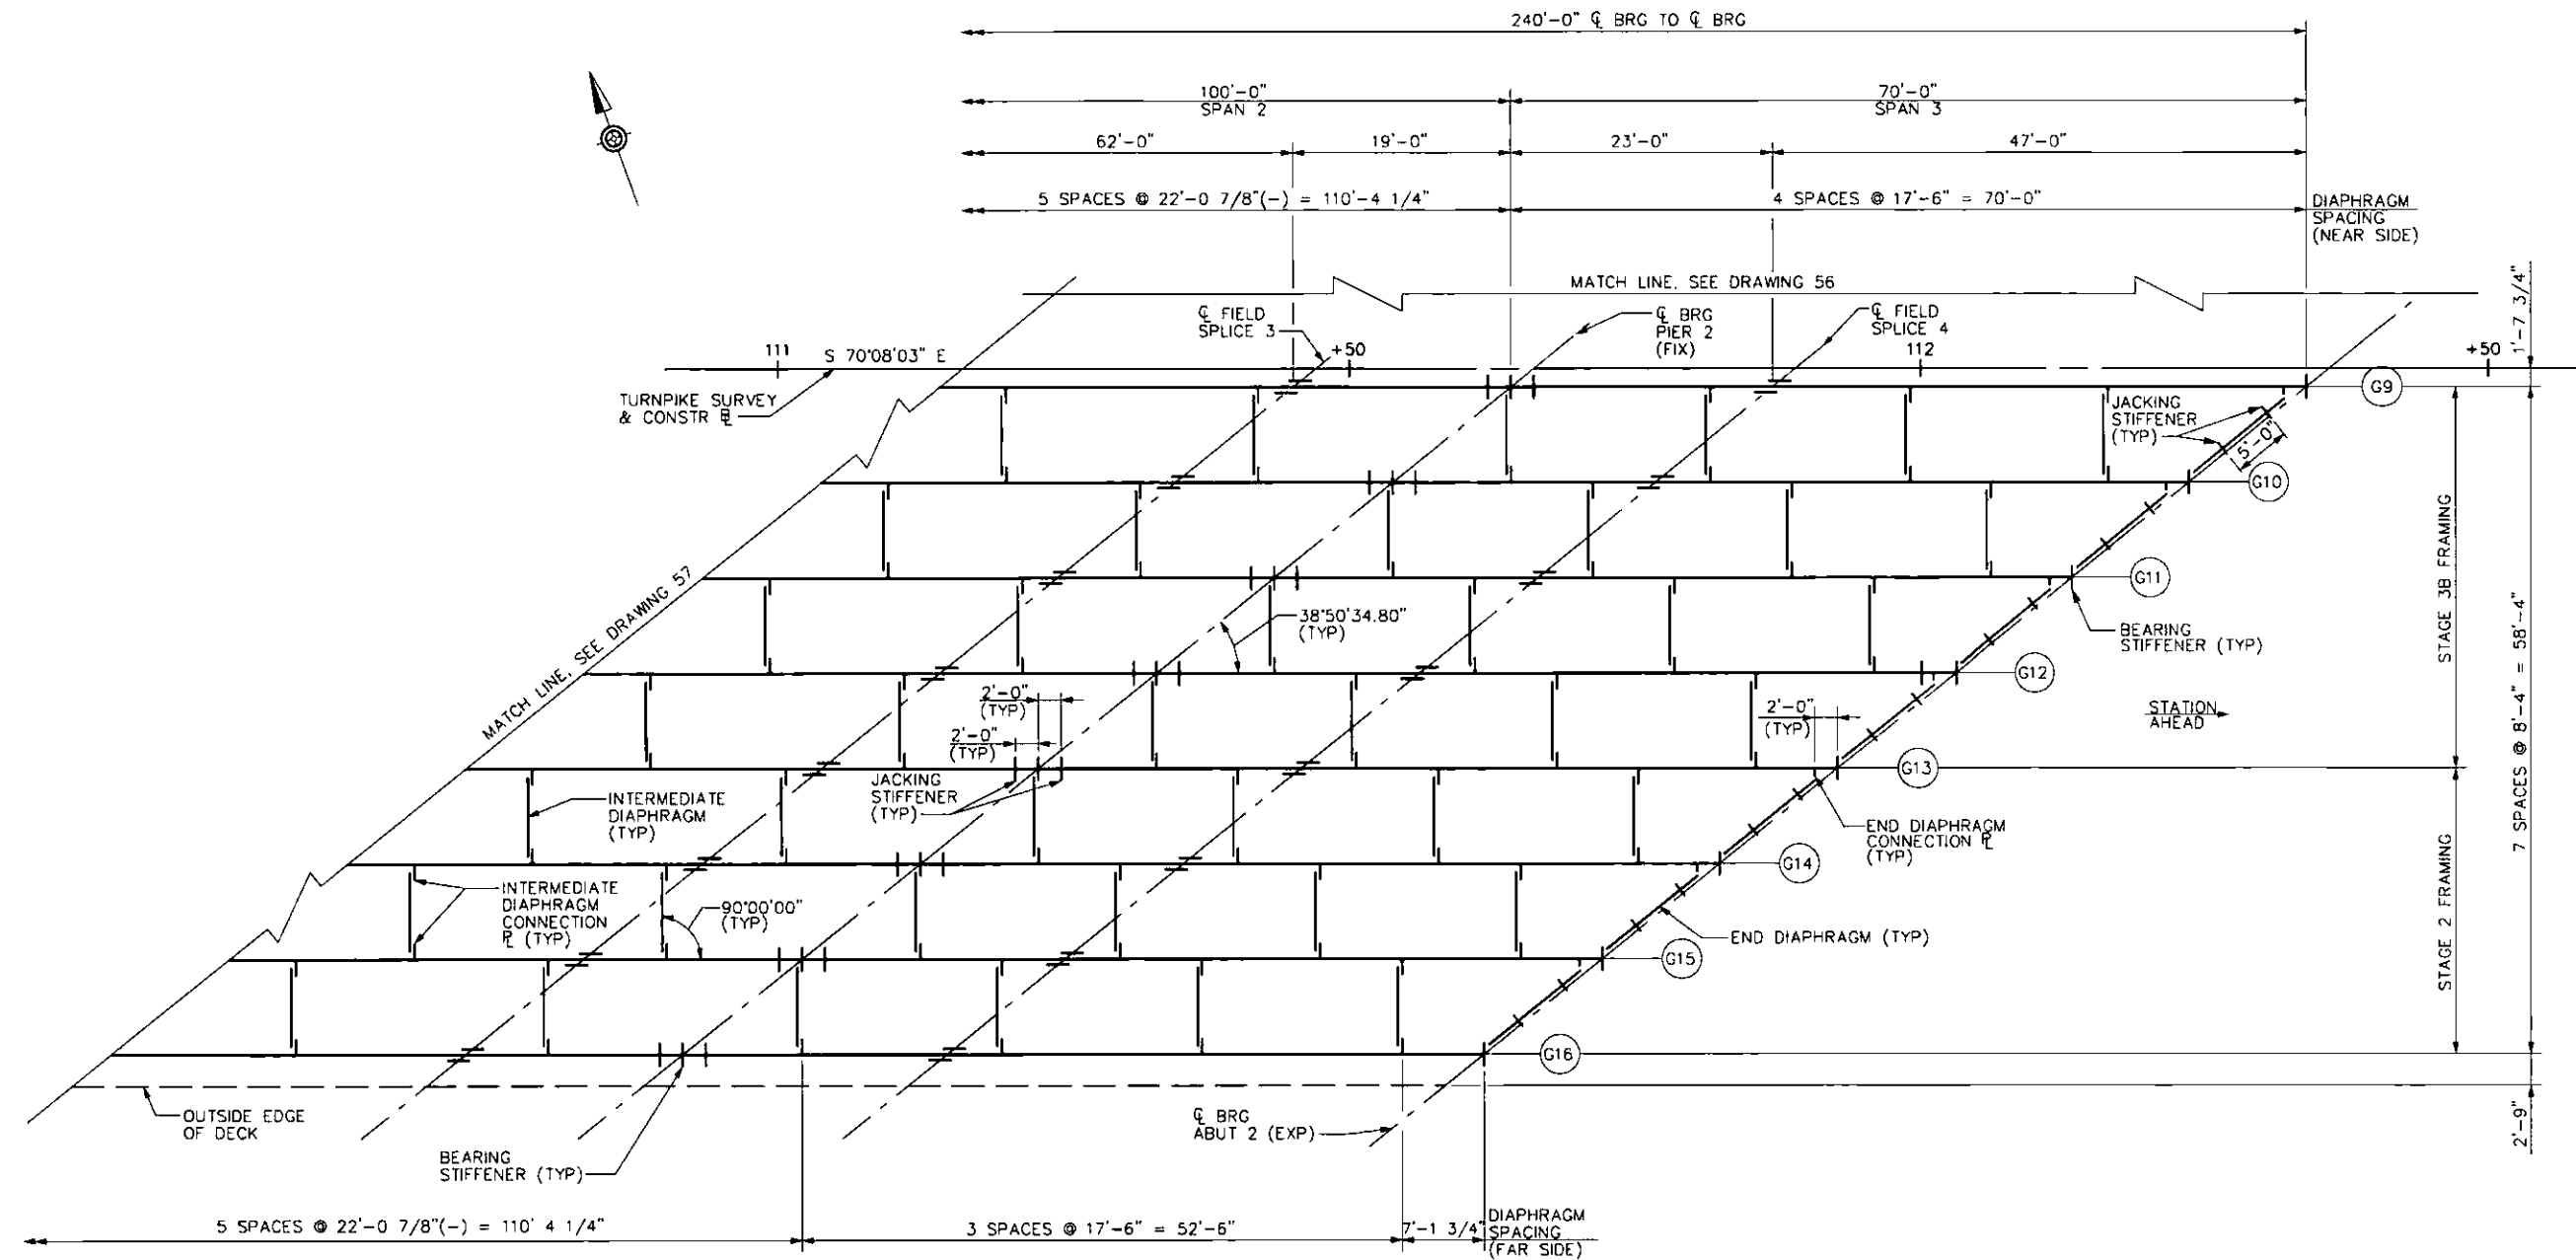 240'-0" ℄ BRG TO ℄ BRG
100'-0"
SPAN 2
70'-0"
SPAN 3
62'-0"
19'-0"
23'-0"
47'-0"
5 SPACES @ 22'-0 7/8"(-) = 110'-4 1/4"
4 SPACES @ 17'-6" = 70'-0"
DIAPHRAGM
SPACING
(NEAR SIDE)
MATCH LINE, SEE DRAWING 56
1'-7 3/4"
℄ FIELD
SPLICE 3
℄ BRG
PIER 2
(FIX)
℄ FIELD
SPLICE 4
111
S 70°08'03" E
+50
112
+50
TURNPIKE SURVEY
& CONSTR ⅊
G9
JACKING
STIFFENER
(TYP)
5'-0"
G10
MATCH LINE, SEE DRAWING 57
STAGE 3B FRAMING
G11
38°50'34.80"
(TYP)
BEARING
STIFFENER (TYP)
7 SPACES @ 8'-4" = 58'-4"
G12
2'-0"
(TYP)
2'-0"
(TYP)
2'-0"
(TYP)
STATION
AHEAD
JACKING
STIFFENER
(TYP)
G13
INTERMEDIATE
DIAPHRAGM
(TYP)
END DIAPHRAGM
CONNECTION ⅊
(TYP)
G14
INTERMEDIATE
DIAPHRAGM
CONNECTION
⅊ (TYP)
90°00'00"
(TYP)
STAGE 2 FRAMING
END DIAPHRAGM (TYP)
G15
G16
OUTSIDE EDGE
OF DECK
℄ BRG
ABUT 2 (EXP)
2'-9"
BEARING
STIFFENER (TYP)
5 SPACES @ 22'-0 7/8"(-) = 110' 4 1/4"
3 SPACES @ 17'-6" = 52'-6"
7'-1 3/4"
DIAPHRAGM
SPACING
(FAR SIDE)